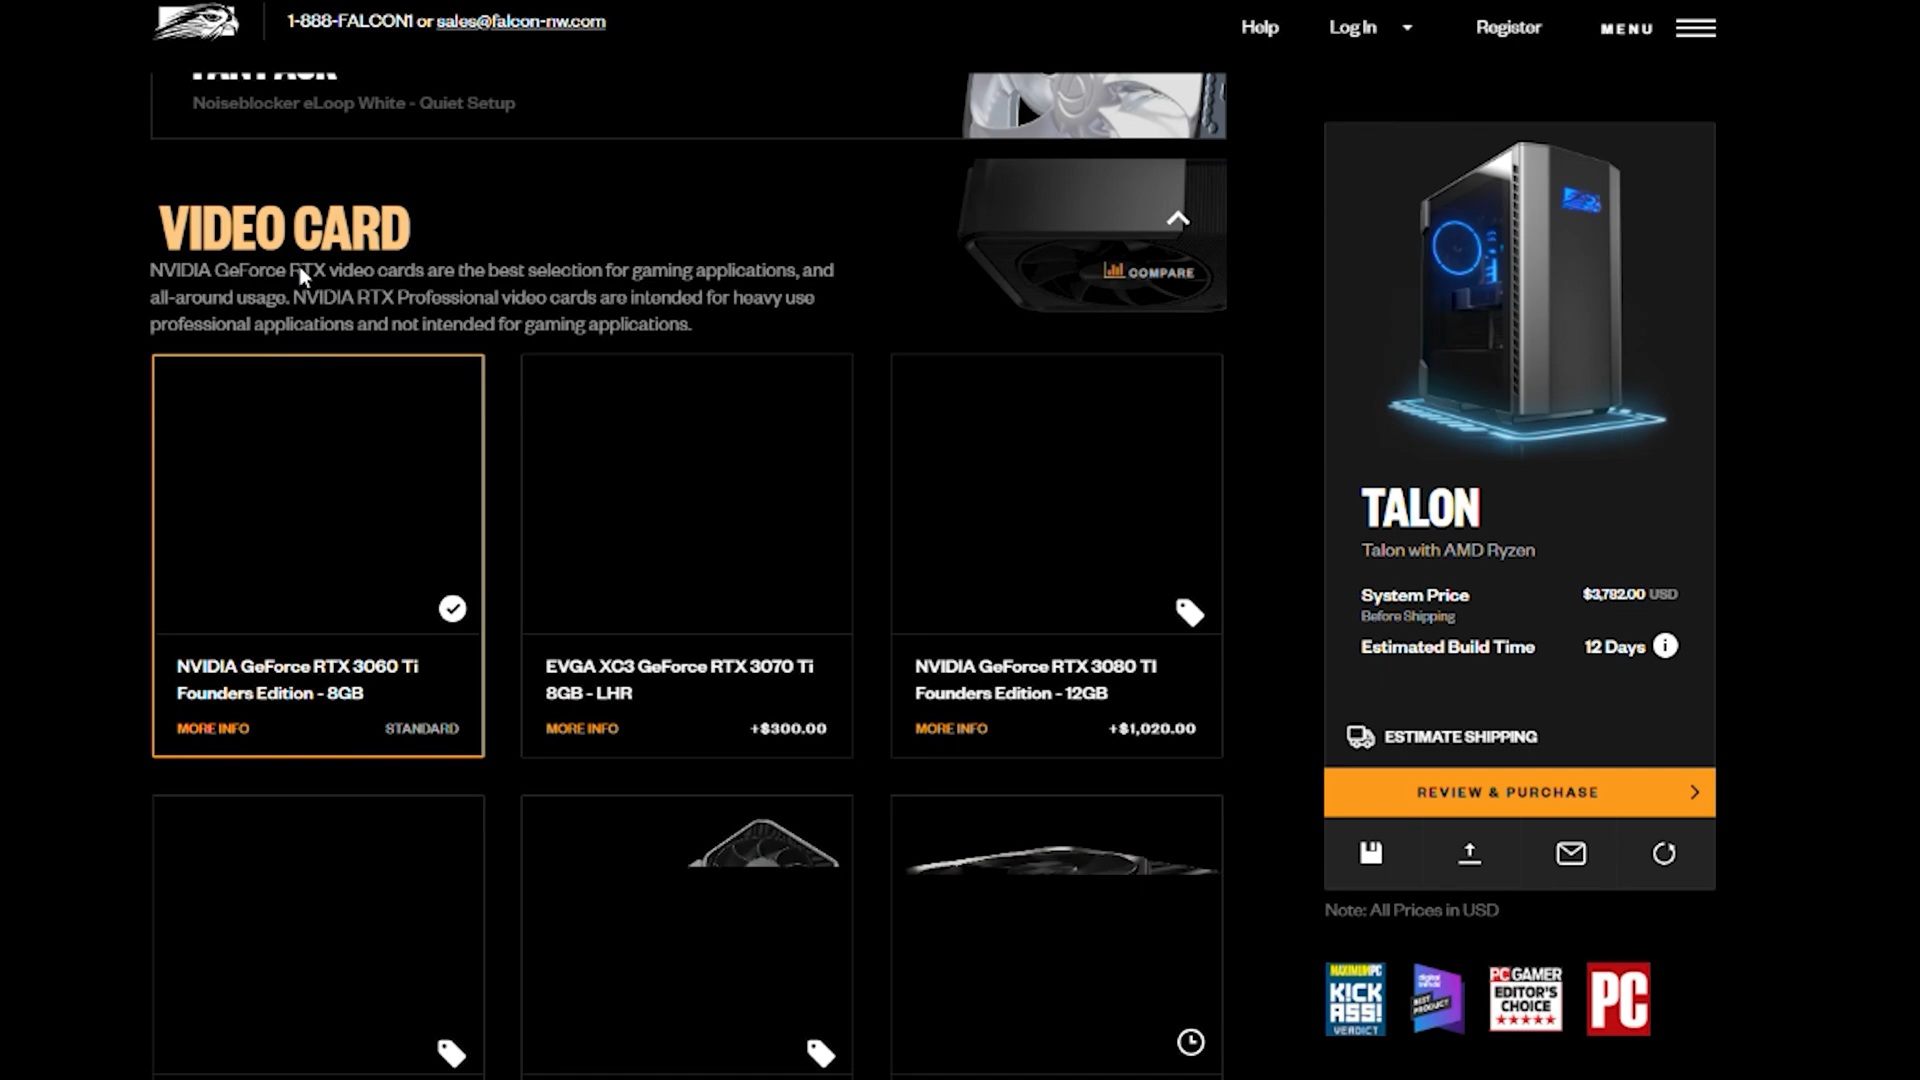 1-888-FALCON1 or sales@falcon-nw.com
Help
Log In
Register
MENU
FAN PACK
Noiseblocker eLoop White - Quiet Setup
VIDEO CARD
NVIDIA GeForce RTX video cards are the best selection for gaming applications, and
all-around usage. NVIDIA RTX Professional video cards are intended for heavy use
professional applications and not intended for gaming applications.
COMPARE
NVIDIA GeForce RTX 3060 Ti
Founders Edition - 8GB
MORE INFO
STANDARD
EVGA XC3 GeForce RTX 3070 Ti
8GB - LHR
MORE INFO
+$300.00
NVIDIA GeForce RTX 3080 TI
Founders Edition - 12GB
MORE INFO
+$1,020.00
TALON
Talon with AMD Ryzen
System Price
$3,782.00 USD
Before Shipping
Estimated Build Time
12 Days
ESTIMATE SHIPPING
REVIEW & PURCHASE
Note: All Prices in USD
MAXIMUMPC
KICK
ASS!
VERDICT
digital
trends
BEST
PRODUCT
PC GAMER
EDITOR'S
CHOICE
PC